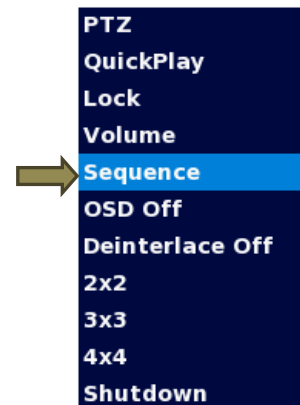 PTZ
QuickPlay
Lock
Volume
Sequence
OSD Off
Deinterlace Off
2x2
3x3
4x4
Shutdown